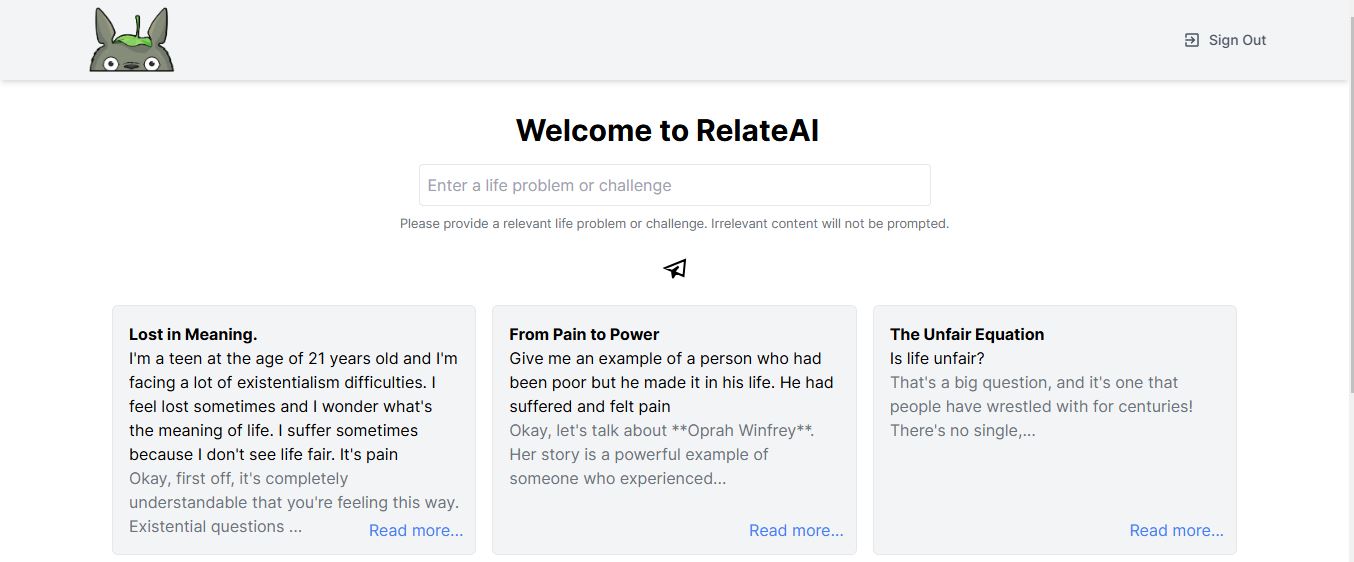 Sign Out
Welcome to RelateAI
Enter a life problem or challenge
Please provide a relevant life problem or challenge. Irrelevant content will not be prompted.
Lost in Meaning.
I'm a teen at the age of 21 years old and I'm
facing a lot of existentialism difficulties. I
feel lost sometimes and I wonder what's
the meaning of life. I suffer sometimes
because I don't see life fair. It's pain
Okay, first off, it's completely
understandable that you're feeling this way.
Existential questions ...
Read more...
From Pain to Power
Give me an example of a person who had
been poor but he made it in his life. He had
suffered and felt pain
Okay, let's talk about **Oprah Winfrey**.
Her story is a powerful example of
someone who experienced...
Read more...
The Unfair Equation
Is life unfair?
That's a big question, and it's one that
people have wrestled with for centuries!
There's no single,...
Read more...